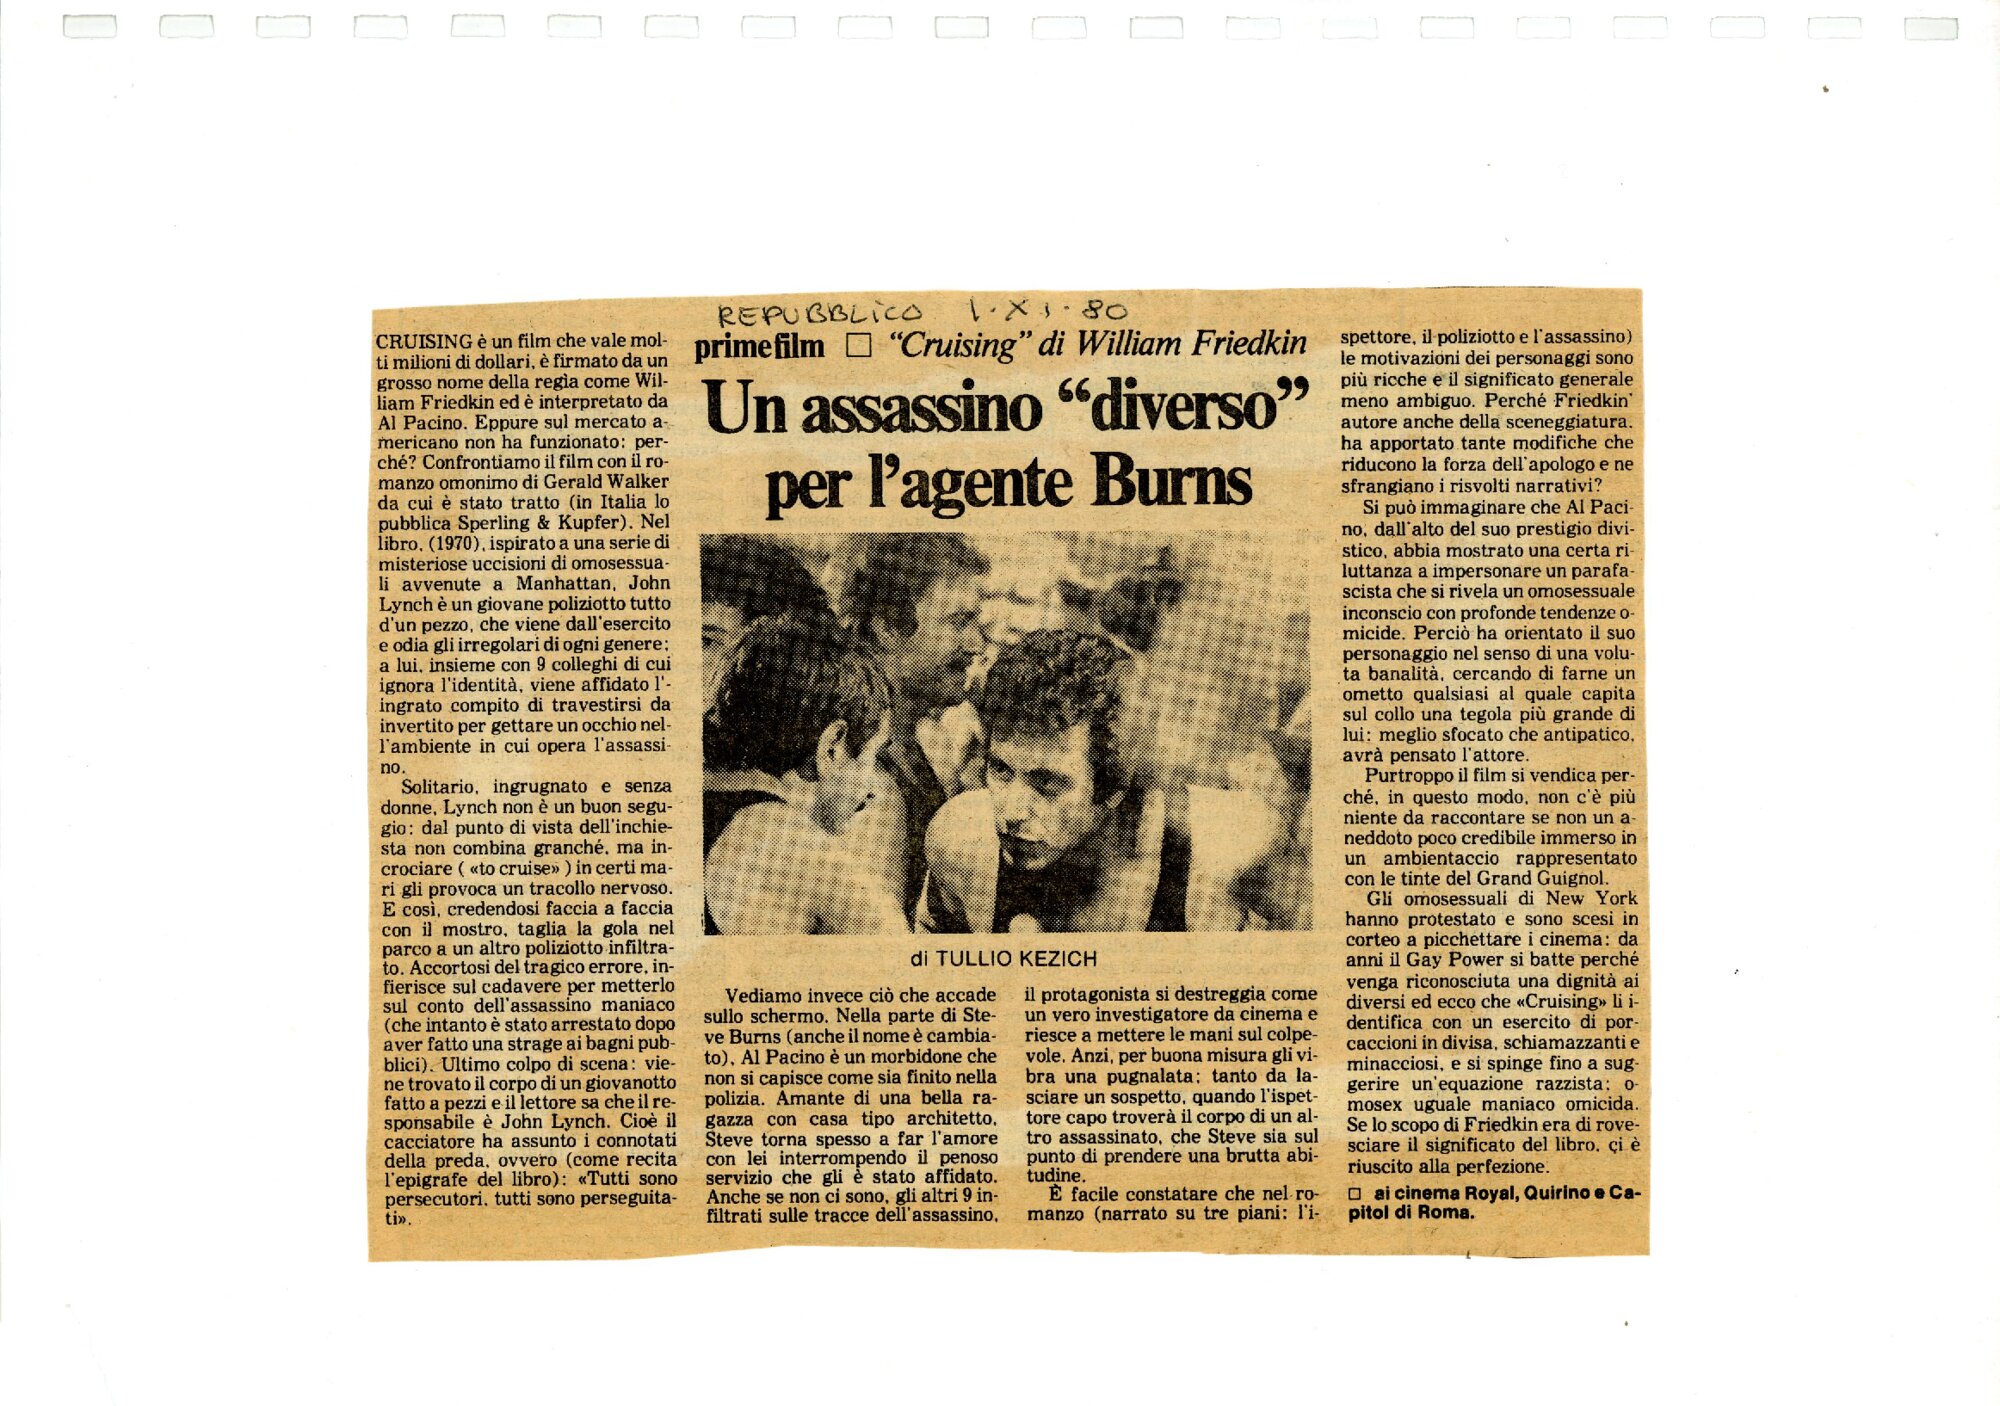 REPUBBLICO 1·XI·80
primefilm □ “Cruising” di William Friedkin
Un assassino “diverso”
per l’agente Burns
di TULLIO KEZICH
CRUISING è un film che vale mol-
ti milioni di dollari, è firmato da un
grosso nome della regìa come Wil-
liam Friedkin ed è interpretato da
Al Pacino. Eppure sul mercato a-
mericano non ha funzionato: per-
ché? Confrontiamo il film con il ro-
manzo omonimo di Gerald Walker
da cui è stato tratto (in Italia lo
pubblica Sperling & Kupfer). Nel
libro, (1970), ispirato a una serie di
misteriose uccisioni di omosessua-
li avvenute a Manhattan, John
Lynch è un giovane poliziotto tutto
d'un pezzo, che viene dall'esercito
e odia gli irregolari di ogni genere;
a lui, insieme con 9 colleghi di cui
ignora l'identità, viene affidato l'-
ingrato compito di travestirsi da
invertito per gettare un occhio nel-
l'ambiente in cui opera l'assassi-
no.
Solitario, ingrugnato e senza
donne, Lynch non è un buon segu-
gio: dal punto di vista dell'inchie-
sta non combina granché, ma in-
crociare ( «to cruise» ) in certi ma-
ri gli provoca un tracollo nervoso.
E così, credendosi faccia a faccia
con il mostro, taglia la gola nel
parco a un altro poliziotto infiltra-
to. Accortosi del tragico errore, in-
fierisce sul cadavere per metterlo
sul conto dell'assassino maniaco
(che intanto è stato arrestato dopo
aver fatto una strage ai bagni pub-
blici). Ultimo colpo di scena: vie-
ne trovato il corpo di un giovanotto
fatto a pezzi e il lettore sa che il re-
sponsabile è John Lynch. Cioè il
cacciatore ha assunto i connotati
della preda, ovvero (come recita
l'epigrafe del libro): «Tutti sono
persecutori, tutti sono perseguita-
ti».
Vediamo invece ciò che accade
sullo schermo. Nella parte di Ste-
ve Burns (anche il nome è cambia-
to), Al Pacino è un morbidone che
non si capisce come sia finito nella
polizia. Amante di una bella ra-
gazza con casa tipo architetto,
Steve torna spesso a far l'amore
con lei interrompendo il penoso
servizio che gli è stato affidato.
Anche se non ci sono, gli altri 9 in-
filtrati sulle tracce dell'assassino,
il protagonista si destreggia come
un vero investigatore da cinema e
riesce a mettere le mani sul colpe-
vole. Anzi, per buona misura gli vi-
bra una pugnalata; tanto da la-
sciare un sospetto, quando l'ispet-
tore capo troverà il corpo di un al-
tro assassinato, che Steve sia sul
punto di prendere una brutta abi-
tudine.
È facile constatare che nel ro-
manzo (narrato su tre piani: l'i-
spettore, il poliziotto e l'assassino)
le motivazioni dei personaggi sono
più ricche e il significato generale
meno ambiguo. Perché Friedkin'
autore anche della sceneggiatura,
ha apportato tante modifiche che
riducono la forza dell'apologo e ne
sfrangiano i risvolti narrativi?
Si può immaginare che Al Paci-
no, dall'alto del suo prestigio divi-
stico, abbia mostrato una certa ri-
luttanza a impersonare un parafa-
scista che si rivela un omosessuale
inconscio con profonde tendenze o-
micide. Perciò ha orientato il suo
personaggio nel senso di una volu-
ta banalità, cercando di farne un
ometto qualsiasi al quale capita
sul collo una tegola più grande di
lui: meglio sfocato che antipatico,
avrà pensato l'attore.
Purtroppo il film si vendica per-
ché, in questo modo, non c'è più
niente da raccontare se non un a-
neddoto poco credibile immerso in
un ambientaccio rappresentato
con le tinte del Grand Guignol.
Gli omosessuali di New York
hanno protestato e sono scesi in
corteo a picchettare i cinema: da
anni il Gay Power si batte perché
venga riconosciuta una dignità ai
diversi ed ecco che «Cruising» li i-
dentifica con un esercito di por-
caccioni in divisa, schiamazzanti e
minacciosi, e si spinge fino a sug-
gerire un'equazione razzista: o-
mosex uguale maniaco omicida.
Se lo scopo di Friedkin era di rove-
sciare il significato del libro, çi è
riuscito alla perfezione.
□ ai cinema Royal, Quirino e Ca-
pitol di Roma.